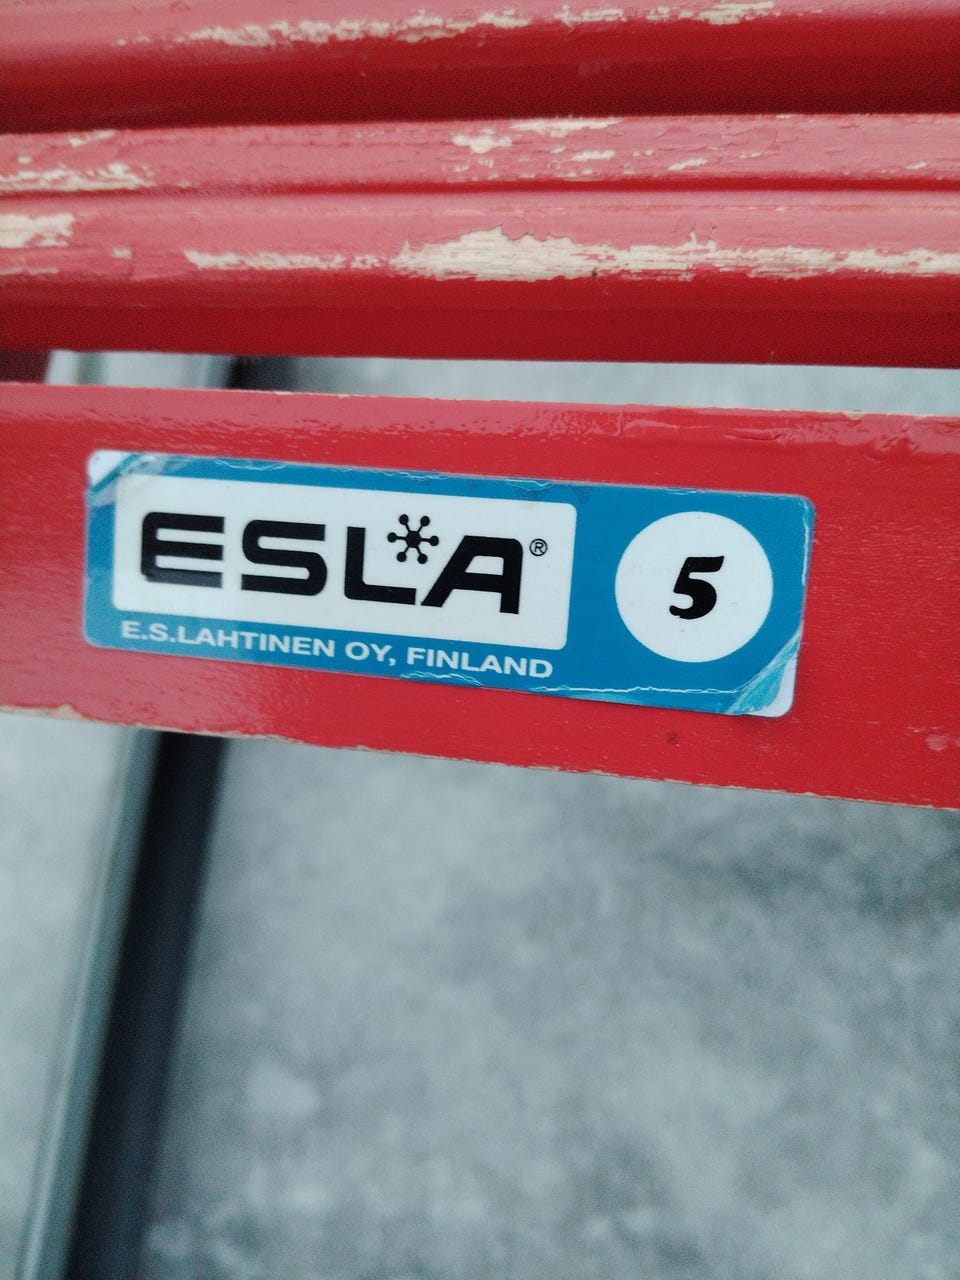 ESLA®
E.S.LAHTINEN OY, FINLAND
5